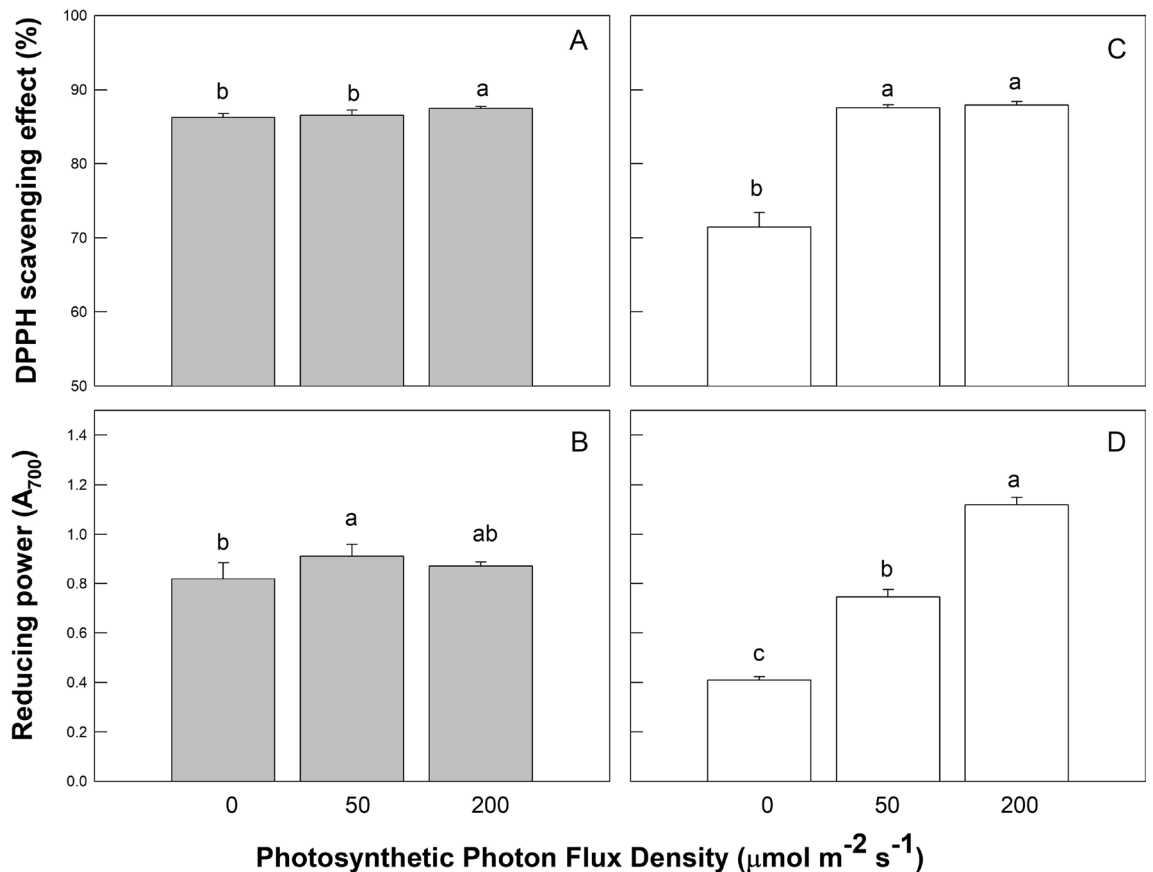 DPPH scavenging effect (%)
100
90
80
70
60
50
A
b
b
a
C
b
a
a
Reducing power (A700)
1.4
1.2
1.0
0.8
0.6
0.4
0.2
0.0
B
b
a
ab
D
c
b
a
0 50 200
0 50 200
Photosynthetic Photon Flux Density (μmol m-2 s-1)